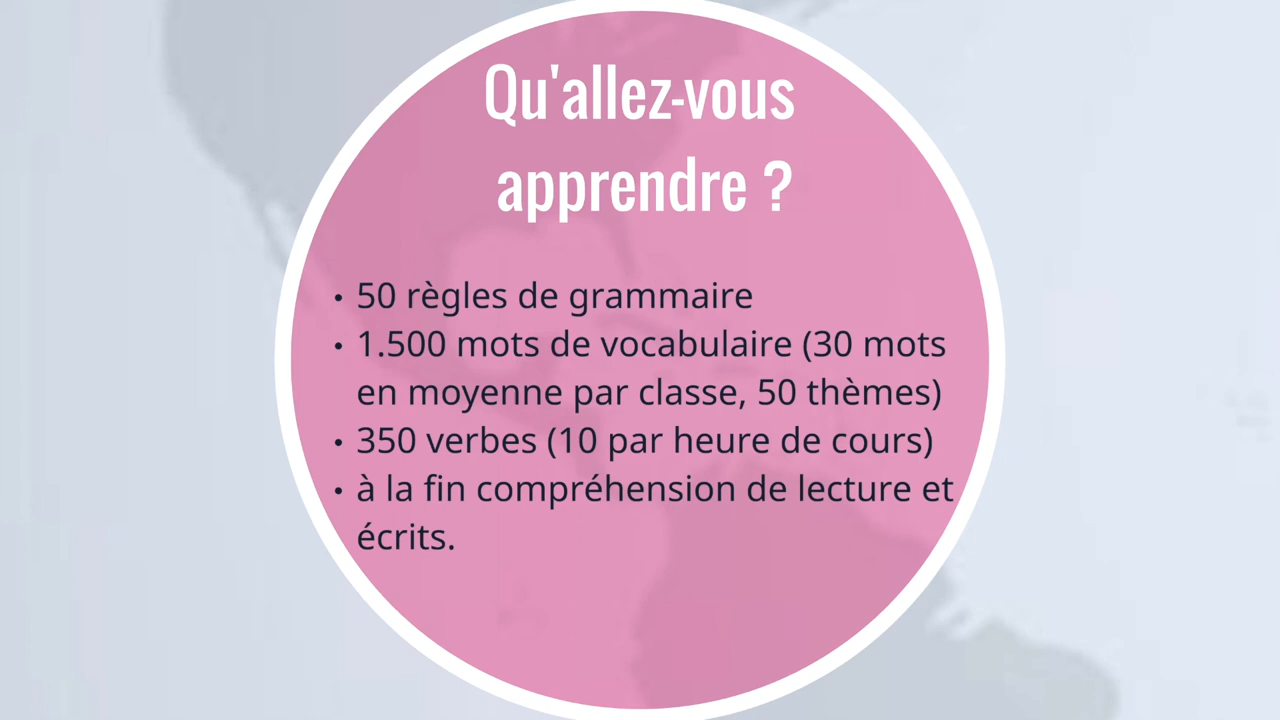 Qu'allez-vous
apprendre ?
• 50 règles de grammaire
• 1.500 mots de vocabulaire (30 mots
en moyenne par classe, 50 thèmes)
• 350 verbes (10 par heure de cours)
• à la fin compréhension de lecture et
écrits.